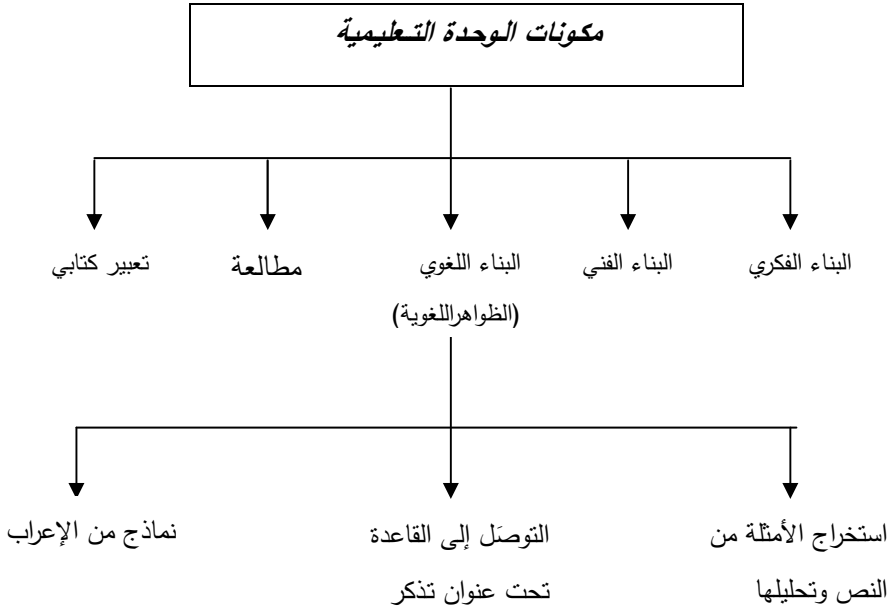 مكونات الوحدة التعليمية
البناء الفكري
البناء الفني
البناء اللغوي
(الظواهراللغوية)
مطالعة
تعبير كتابي
استخراج الأمثلة من
النص وتحليلها
التوصَل إلى القاعدة
تحت عنوان تذكر
نماذج من الإعراب